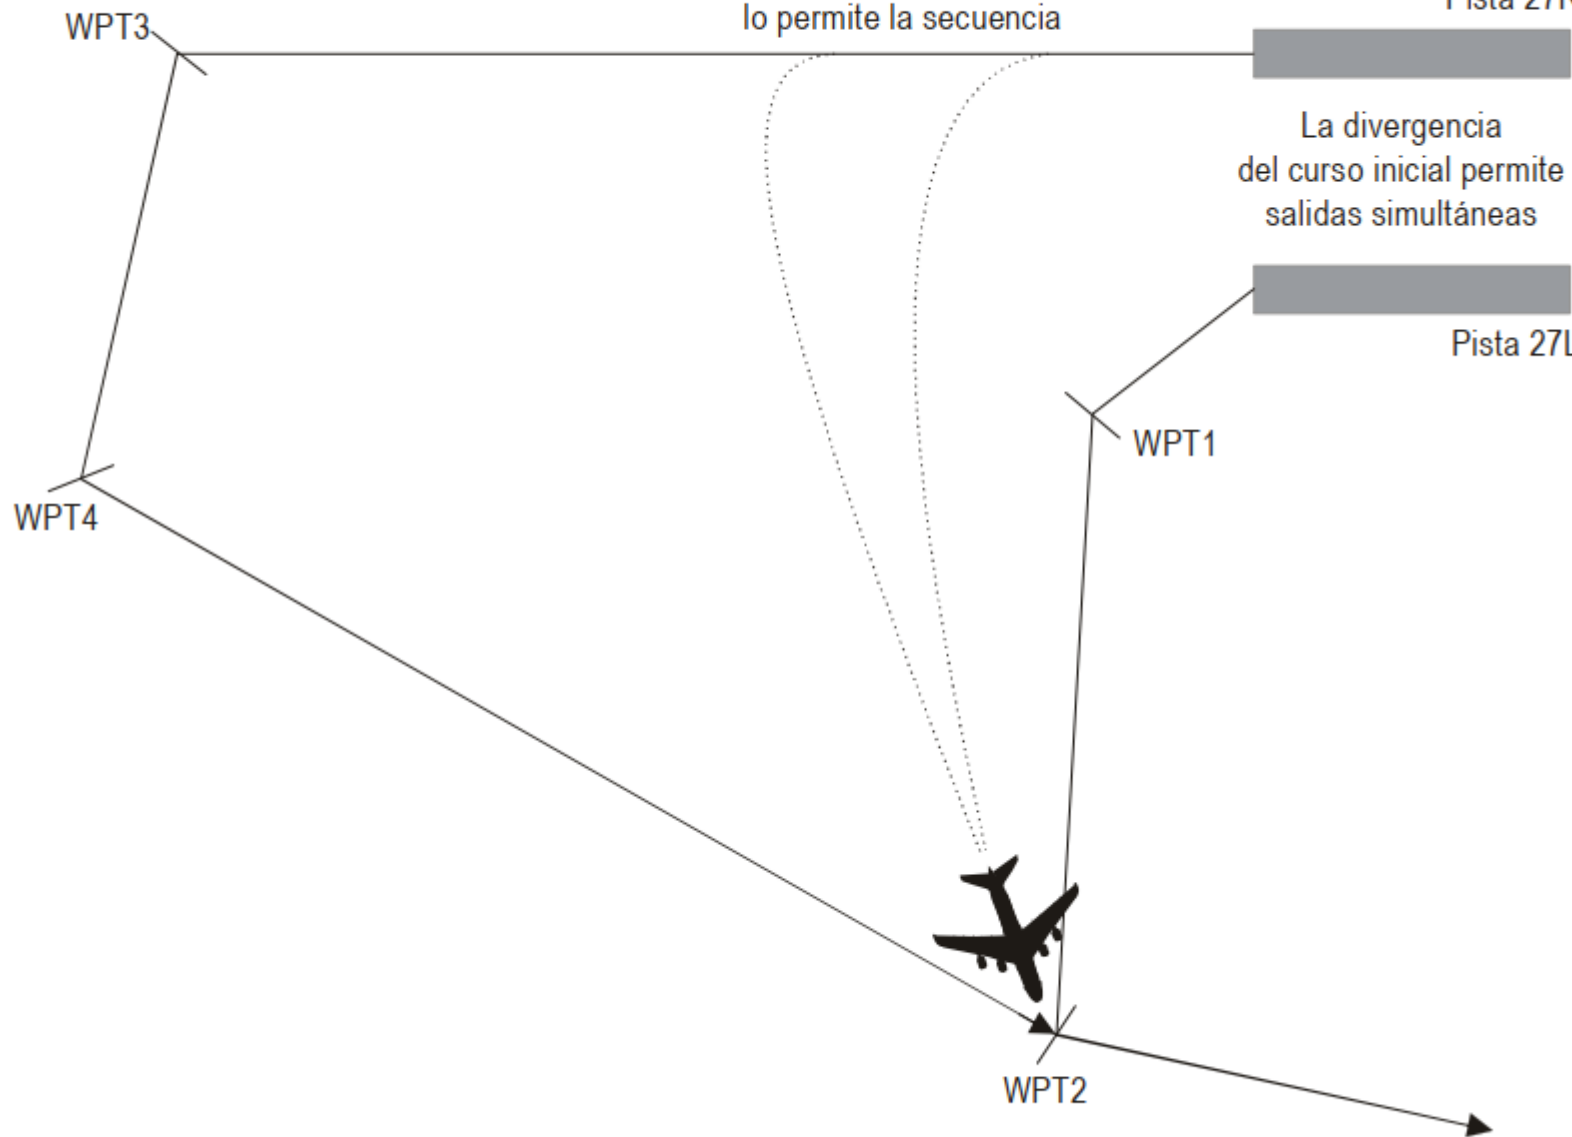 lo permite la secuencia
WPT3
La divergencia
del curso inicial permite
salidas simultáneas
Pista 27L
WPT1
WPT4
WPT2